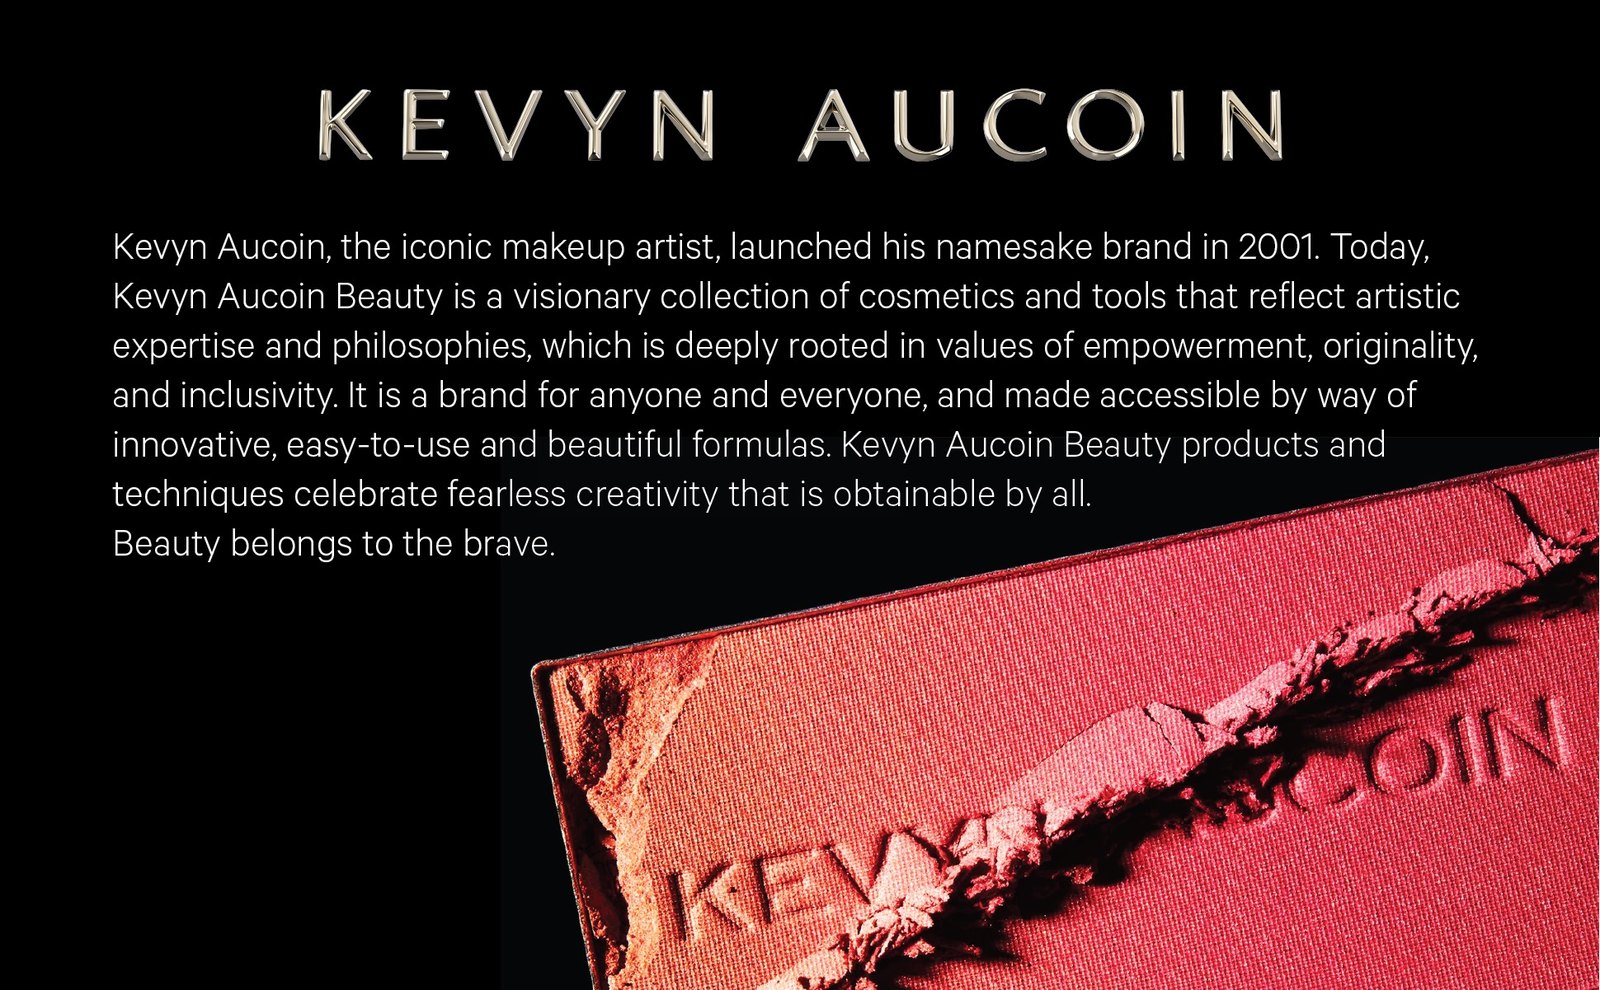 KEVYN AUCOIN
Kevyn Aucoin, the iconic makeup artist, launched his namesake brand in 2001. Today,
Kevyn Aucoin Beauty is a visionary collection of cosmetics and tools that reflect artistic
expertise and philosophies, which is deeply rooted in values of empowerment, originality,
and inclusivity. It is a brand for anyone and everyone, and made accessible by way of
innovative, easy-to-use and beautiful formulas. Kevyn Aucoin Beauty products and
techniques celebrate fearless creativity that is obtainable by all.
Beauty belongs to the brave.
KEVYN AUCOIN